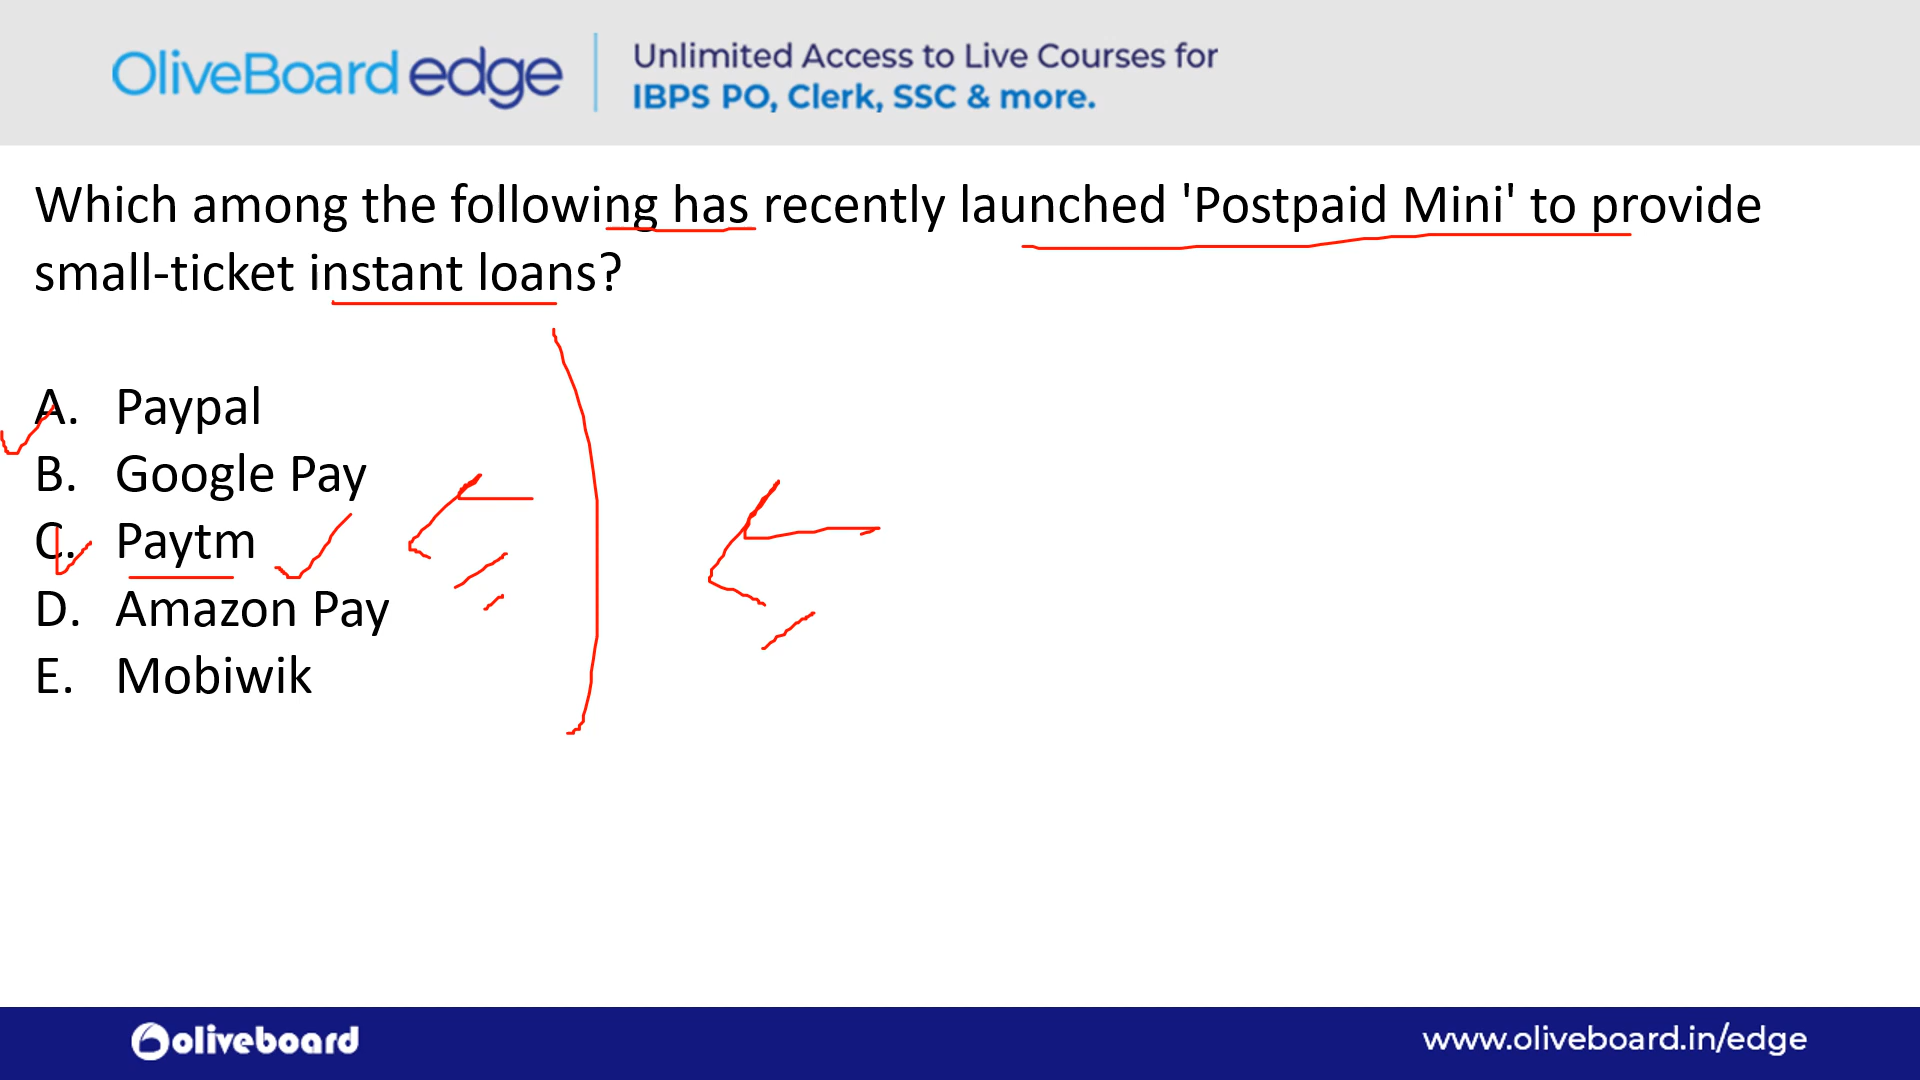 OliveBoard edge
Unlimited Access to Live Courses for
IBPS PO, Clerk, SSC & more.
Which among the following has recently launched 'Postpaid Mini' to provide
small-ticket instant loans?
A. Paypal
B. Google Pay
C. Paytm
D. Amazon Pay
E. Mobiwik
oliveboard
www.oliveboard.in/edge